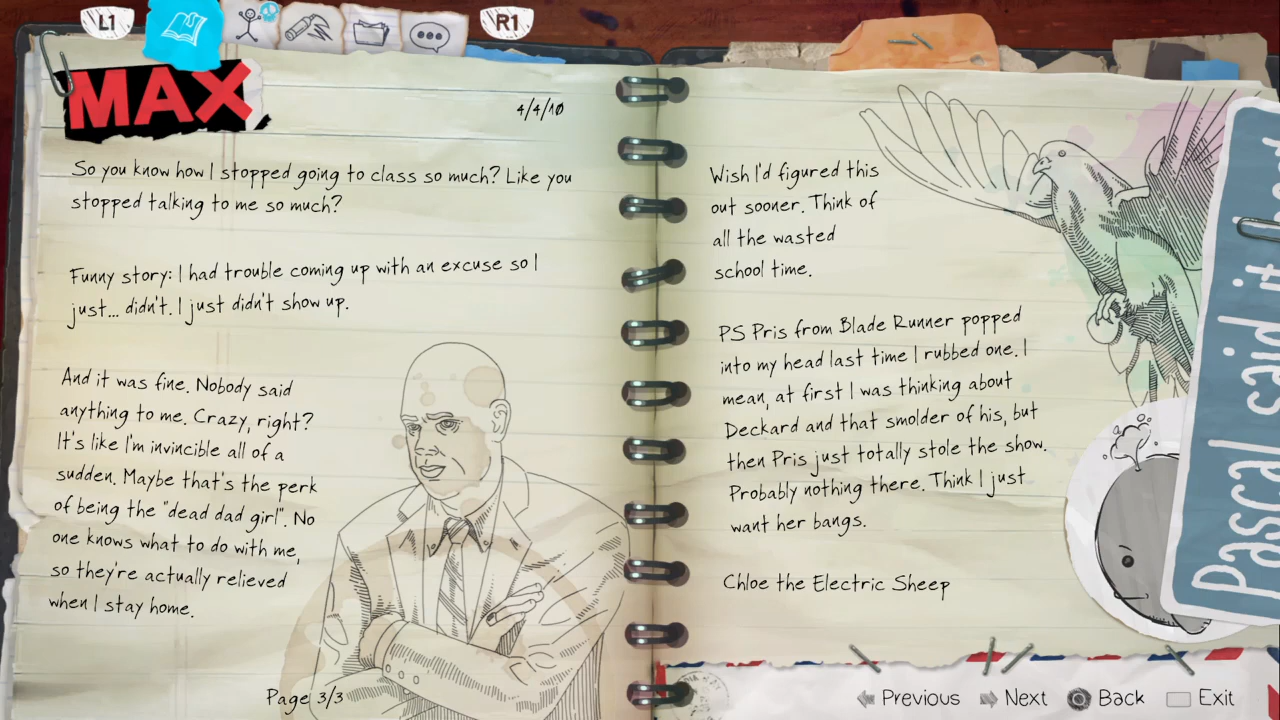 L1
R1
MAX
4/4/10
So you know how I stopped going to class so much? Like you
stopped talking to me so much?
Funny story: I had trouble coming up with an excuse so I
just... didn't. I just didn't show up.
And it was fine. Nobody said
anything to me. Crazy, right?
It's like I'm invincible all of a
sudden. Maybe that's the perk
of being the "dead dad girl". No
one knows what to do with me,
so they're actually relieved
when I stay home.
Page 3/3
Wish I'd figured this
out sooner. Think of
all the wasted
school time.
PS Pris from Blade Runner popped
into my head last time I rubbed one. I
mean, at first I was thinking about
Deckard and that smolder of his, but
then Pris just totally stole the show.
Probably nothing there. Think I just
want her bangs.
Chloe the Electric Sheep
Pascal said it
Previous Next Back Exit